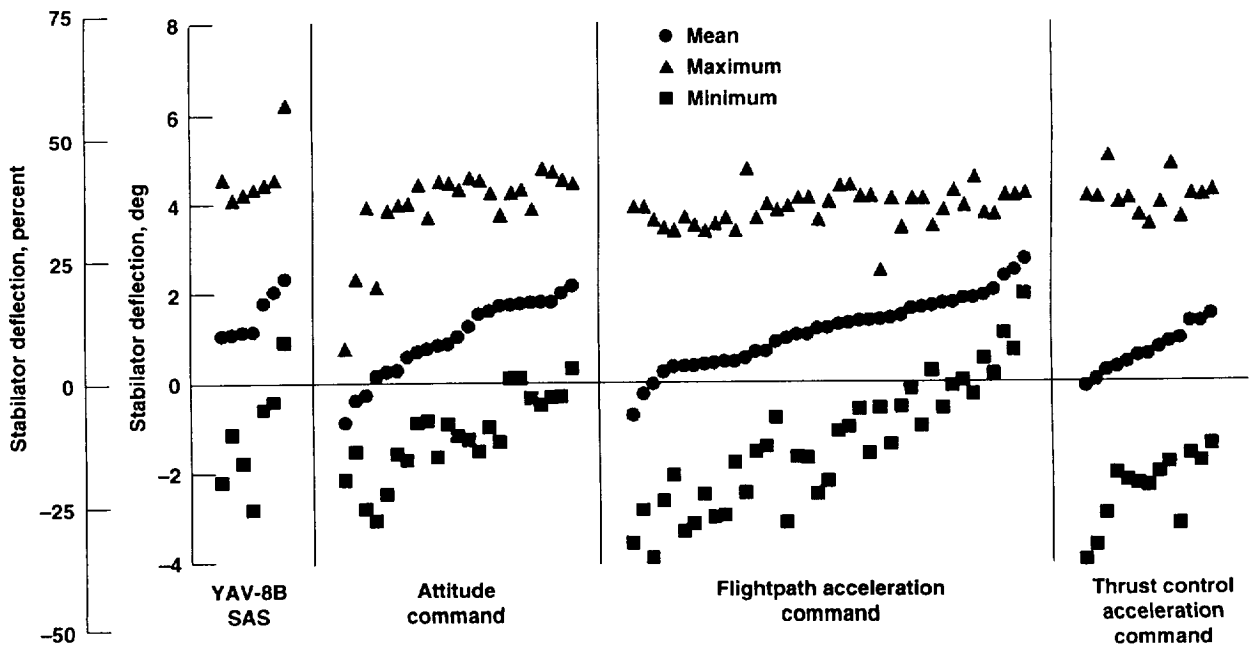 Stabilator deflection, percent
75
50
25
0
−25
−50
Stabilator deflection, deg
8
6
4
2
0
−2
−4
Mean
Maximum
Minimum
YAV-8B
SAS
Attitude
command
Flightpath acceleration
command
Thrust control
acceleration
command